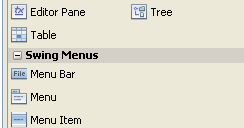 Editor Pane Tree
Table
Swing Menus
File Menu Bar
Menu
Menu Item